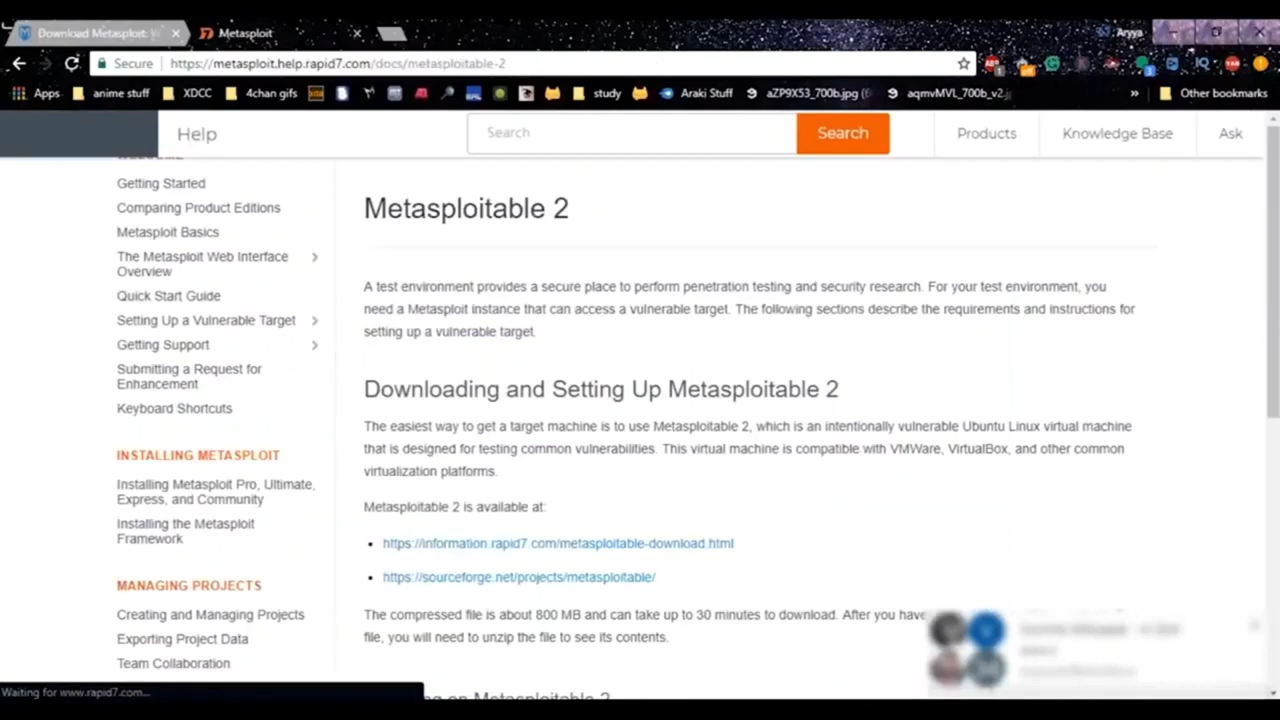 Download Metasploit: W
Metasploit
Aryya
Secure
https://metasploit.help.rapid7.com/docs/metasploitable-2
Apps
anime stuff
XDCC
4chan gifs
study
Araki Stuff
aZP9X53_700b.jpg (6
aqmvMVL_700b_v2.j
»
Other bookmarks
Help
Search
Search
Products
Knowledge Base
Ask
Getting Started
Comparing Product Editions
Metasploit Basics
The Metasploit Web Interface
Overview
Quick Start Guide
Setting Up a Vulnerable Target
Getting Support
Submitting a Request for
Enhancement
Keyboard Shortcuts
INSTALLING METASPLOIT
Installing Metasploit Pro, Ultimate,
Express, and Community
Installing the Metasploit
Framework
MANAGING PROJECTS
Creating and Managing Projects
Exporting Project Data
Team Collaboration
Metasploitable 2
A test environment provides a secure place to perform penetration testing and security research. For your test environment, you
need a Metasploit instance that can access a vulnerable target. The following sections describe the requirements and instructions for
setting up a vulnerable target.
Downloading and Setting Up Metasploitable 2
The easiest way to get a target machine is to use Metasploitable 2, which is an intentionally vulnerable Ubuntu Linux virtual machine
that is designed for testing common vulnerabilities. This virtual machine is compatible with VMWare, VirtualBox, and other common
virtualization platforms.
Metasploitable 2 is available at:
• https://information.rapid7.com/metasploitable-download.html
• https://sourceforge.net/projects/metasploitable/
The compressed file is about 800 MB and can take up to 30 minutes to download. After you have
file, you will need to unzip the file to see its contents.
on Metasploitable 2
Waiting for www.rapid7.com...